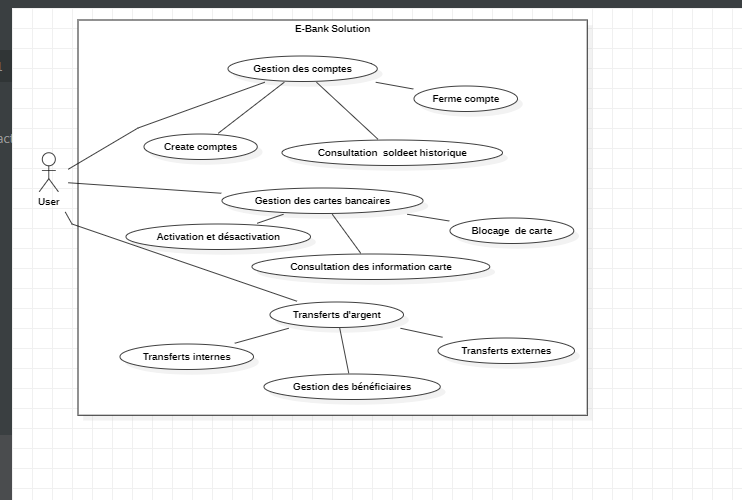 E-Bank Solution
Gestion des comptes
Ferme compte
Create comptes
Consultation  soldeet historique
User
Gestion des cartes bancaires
Activation et désactivation
Blocage  de carte
Consultation des information carte
Transferts d'argent
Transferts internes
Transferts externes
Gestion des bénéficiaires